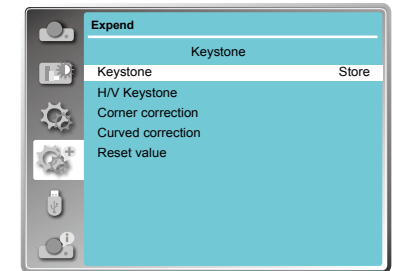 Expend
Keystone
Keystone Store
H/V Keystone
Corner correction
Curved correction
Reset value